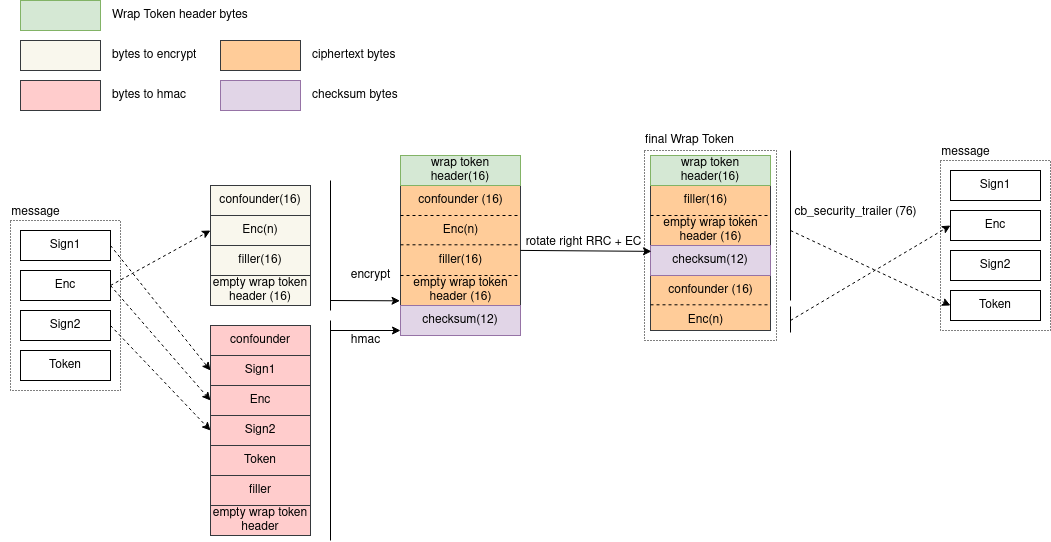 Wrap Token header bytes
bytes to encrypt
ciphertext bytes
bytes to hmac
checksum bytes
message
Sign1
Enc
Sign2
Token
confounder(16)
Enc(n)
filler(16)
empty wrap token
header (16)
confounder
Sign1
Enc
Sign2
Token
filler
empty wrap token
header
encrypt
hmac
wrap token
header(16)
confounder (16)
Enc(n)
filler(16)
empty wrap token
header (16)
checksum(12)
rotate right RRC + EC
final Wrap Token
wrap token
header(16)
filler(16)
empty wrap token
header (16)
checksum(12)
confounder (16)
Enc(n)
cb_security_trailer (76)
message
Sign1
Enc
Sign2
Token